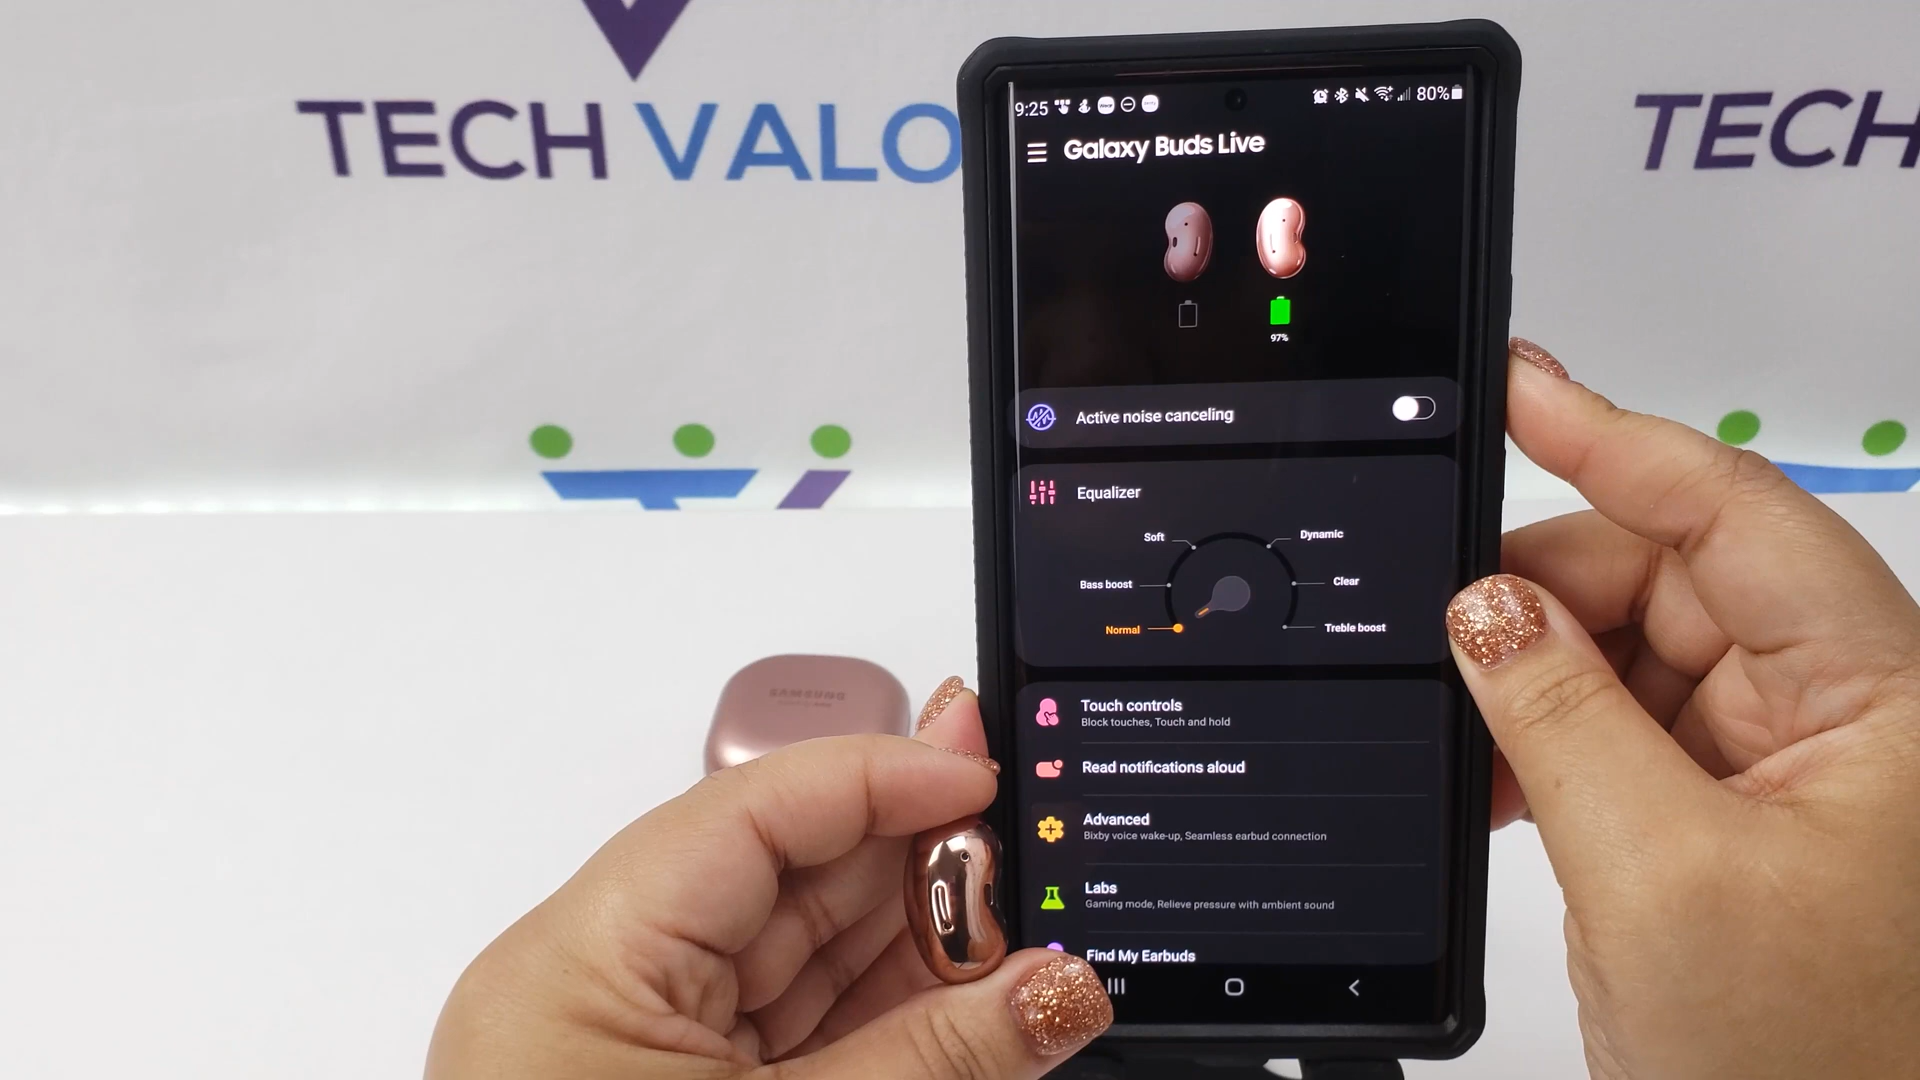 TECH VALO
TECH
9:25
80%
Galaxy Buds Live
97%
Active noise canceling
Equalizer
Soft
Dynamic
Bass boost
Clear
Normal
Treble boost
Touch controls
Block touches, Touch and hold
Read notifications aloud
Advanced
Bixby voice wake-up, Seamless earbud connection
Labs
Gaming mode, Relieve pressure with ambient sound
Find My Earbuds
SAMSUNG